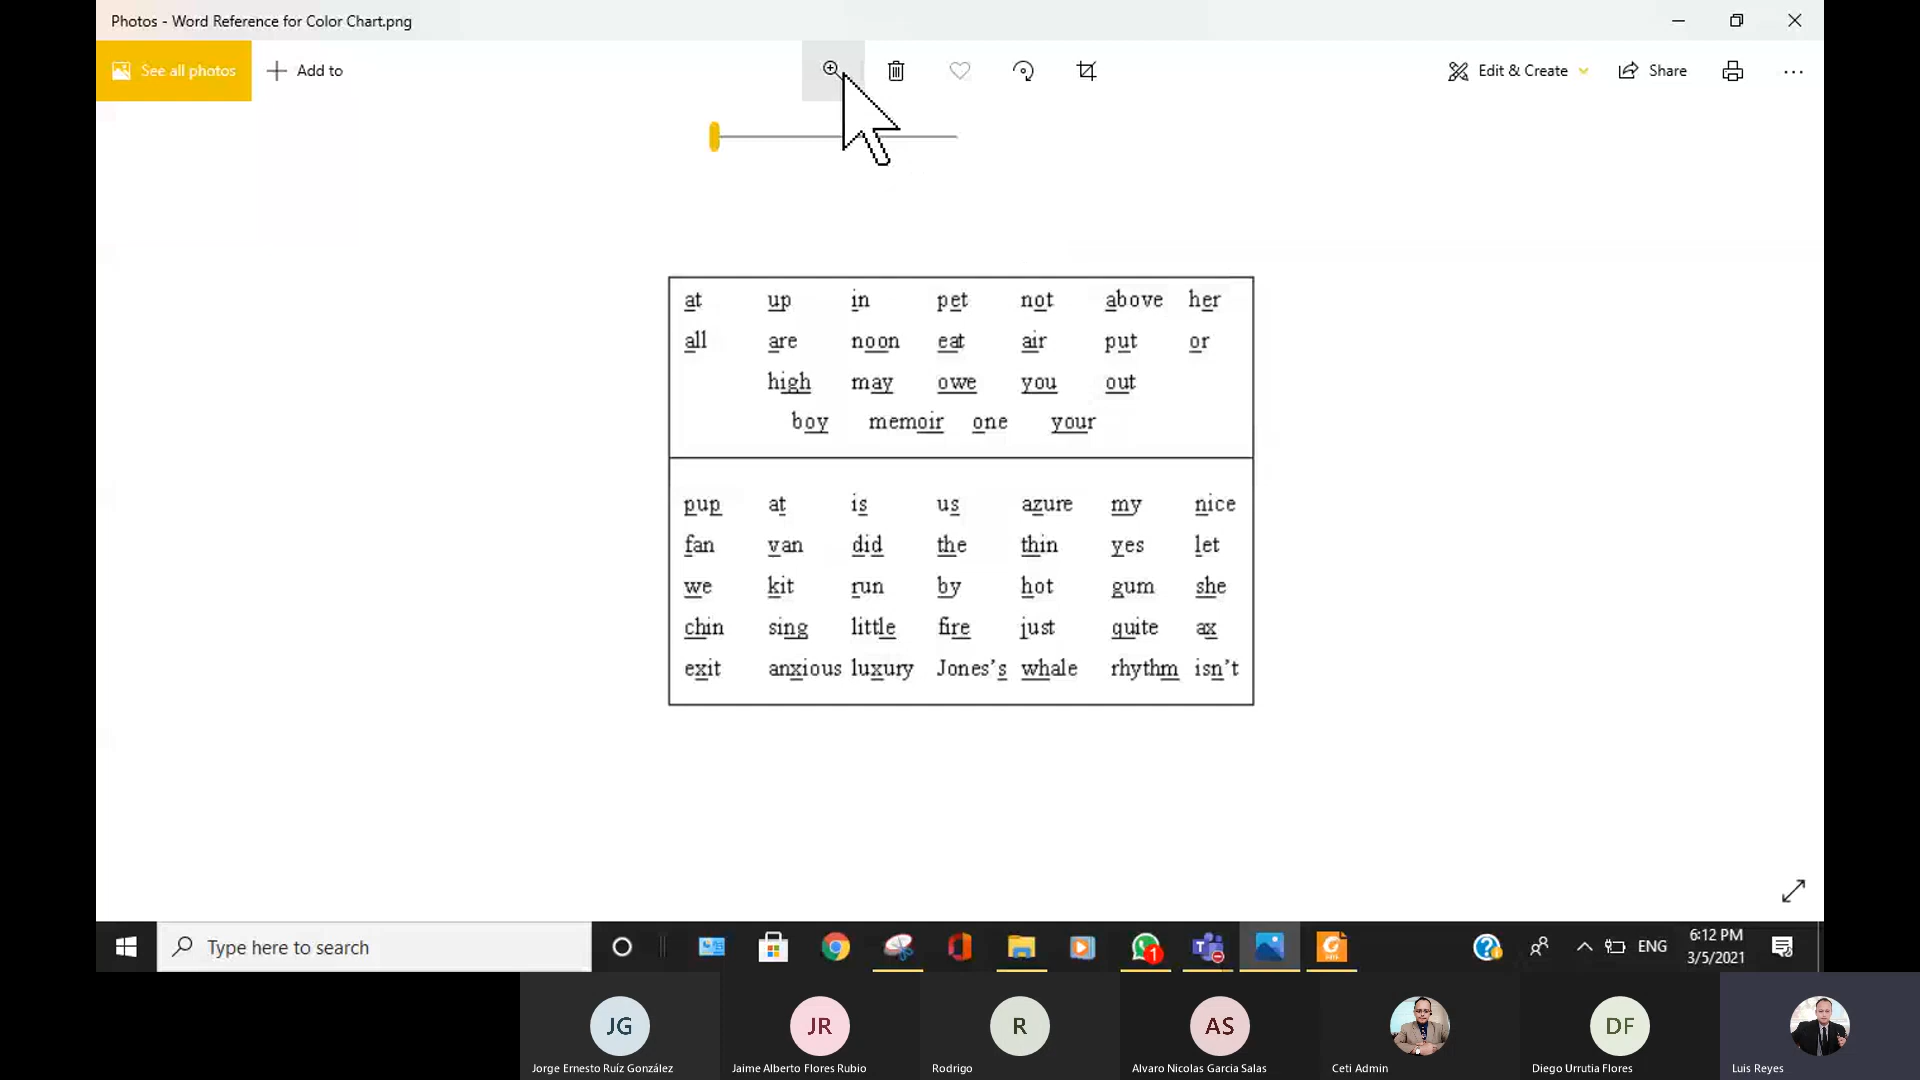 Photos - Word Reference for Color Chart.png
See all photos Add to Edit & Create Share
at up in pet not above her
all are noon eat air put or
high may owe you out
boy memoir one your
pup at is us azure my nice
fan van did the thin yes let
we kit run by hot gum she
chin sing little fire just quite ax
exit anxious luxury Jones’s whale rhythm isn’t
Type here to search
1
ENG
6:12 PM
3/5/2021
JG JR R AS DF
Jorge Ernesto Ruíz González Jaime Alberto Flores Rubio Rodrigo Alvaro Nicolas Garcia Salas Ceti Admin Diego Urrutia Flores Luis Reyes